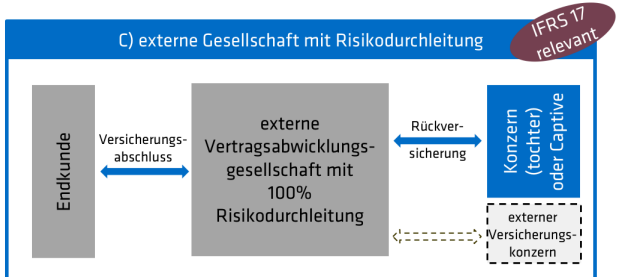 C) externe Gesellschaft mit Risikodurchleitung
IFRS 17
relevant
Endkunde
Versicherungs-
abschluss
externe
Vertragsabwicklungs-
gesellschaft mit
100%
Risikodurchleitung
Rückver-
sicherung
Konzern
(tochter)
oder Captive
externer
Versicherungs-
konzern